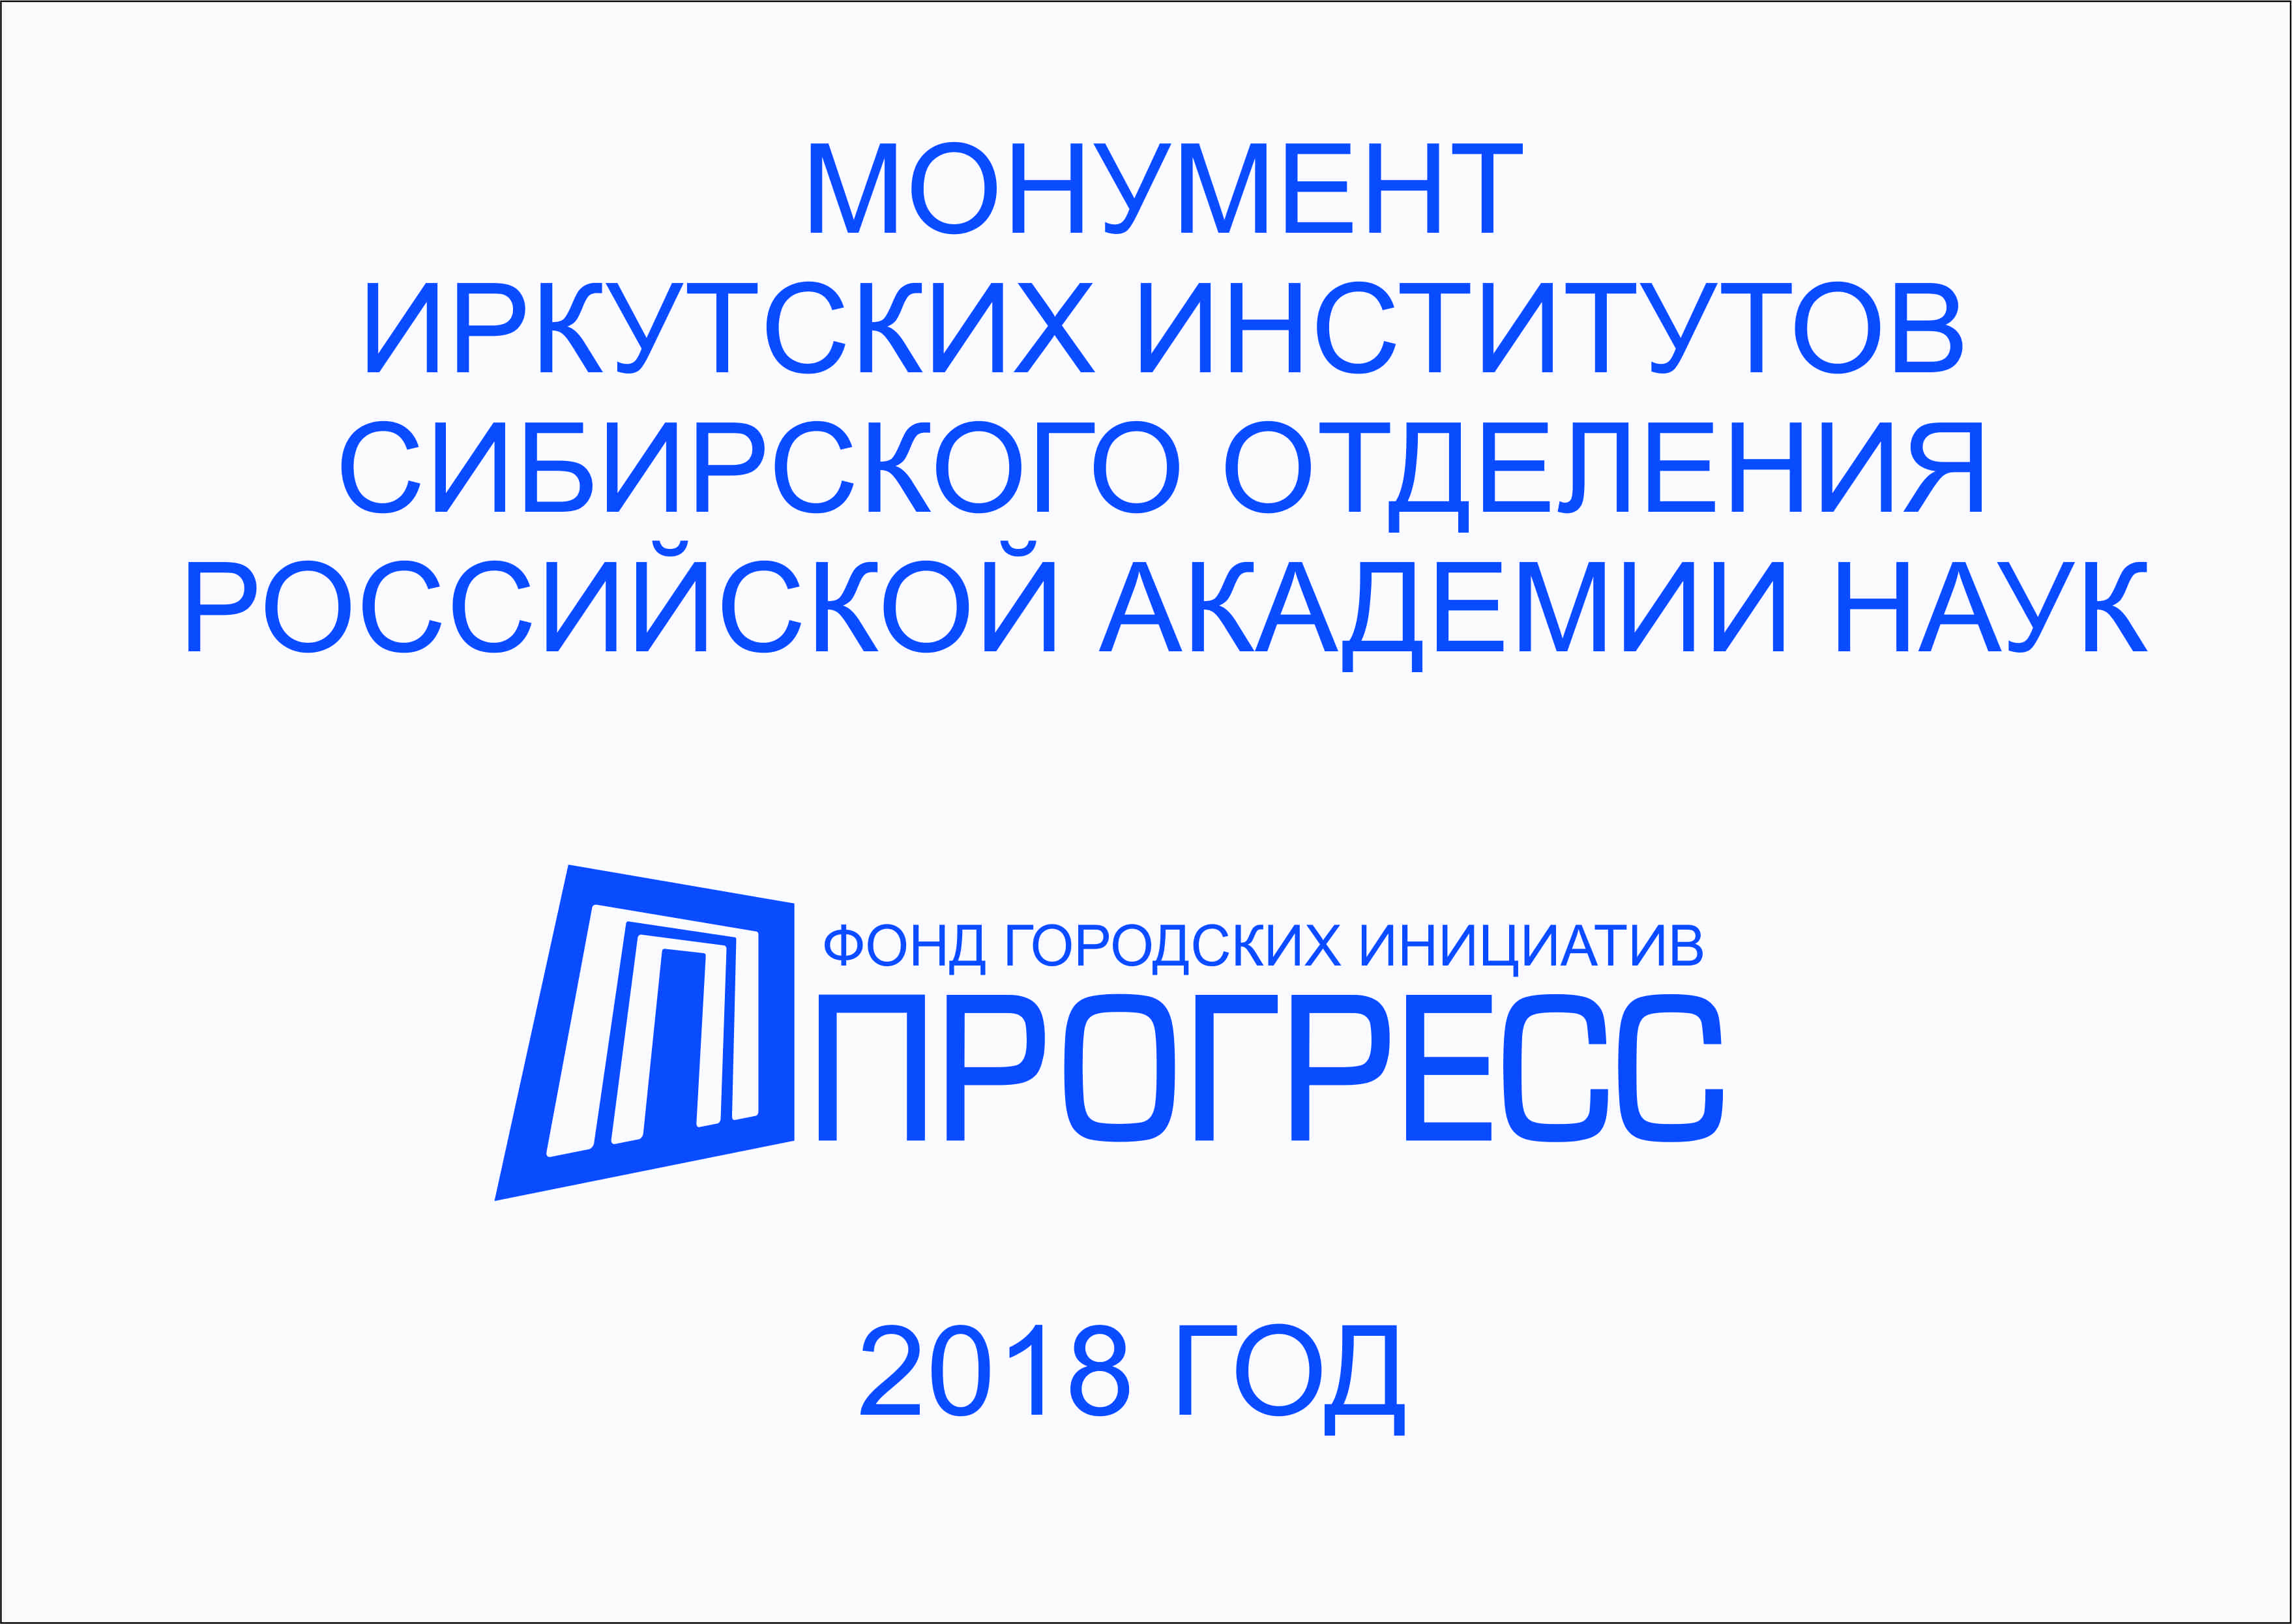 МОНУМЕНТ
ИРКУТСКИХ ИНСТИТУТОВ
СИБИРСКОГО ОТДЕЛЕНИЯ
РОССИЙСКОЙ АКАДЕМИИ НАУК
ФОНД ГОРОДСКИХ ИНИЦИАТИВ
ПРОГРЕСС
2018 ГОД